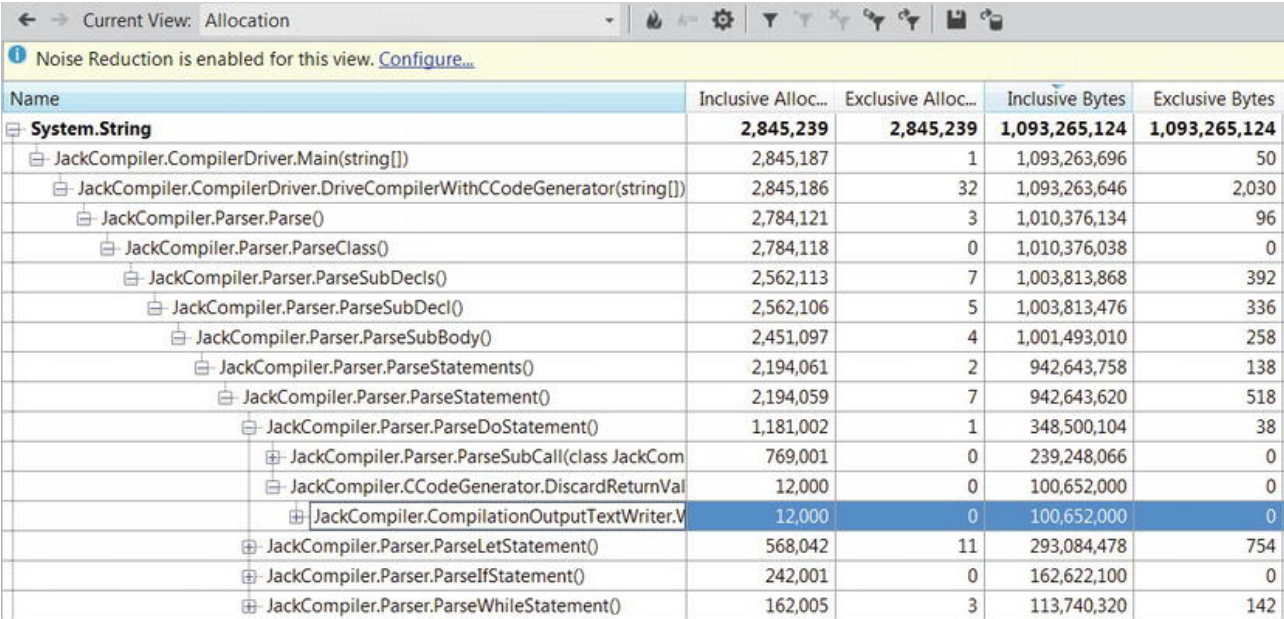 Current View: Allocation
Noise Reduction is enabled for this view. Configure...
Name Inclusive Alloc... Exclusive Alloc... Inclusive Bytes Exclusive Bytes
System.String 2,845,239 2,845,239 1,093,265,124 1,093,265,124
JackCompiler.CompilerDriver.Main(string[]) 2,845,187 1 1,093,263,696 50
JackCompiler.CompilerDriver.DriveCompilerWithCCodeGenerator(string[]) 2,845,186 32 1,093,263,646 2,030
JackCompiler.Parser.Parse() 2,784,121 3 1,010,376,134 96
JackCompiler.Parser.ParseClass() 2,784,118 0 1,010,376,038 0
JackCompiler.Parser.ParseSubDecls() 2,562,113 7 1,003,813,868 392
JackCompiler.Parser.ParseSubDecl() 2,562,106 5 1,003,813,476 336
JackCompiler.Parser.ParseSubBody() 2,451,097 4 1,001,493,010 258
JackCompiler.Parser.ParseStatements() 2,194,061 2 942,643,758 138
JackCompiler.Parser.ParseStatement() 2,194,059 7 942,643,620 518
JackCompiler.Parser.ParseDoStatement() 1,181,002 1 348,500,104 38
JackCompiler.Parser.ParseSubCall(class JackCom 769,001 0 239,248,066 0
JackCompiler.CCodeGenerator.DiscardReturnVal 12,000 0 100,652,000 0
JackCompiler.CompilationOutputTextWriter.W 12,000 0 100,652,000 0
JackCompiler.Parser.ParseLetStatement() 568,042 11 293,084,478 754
JackCompiler.Parser.ParseIfStatement() 242,001 0 162,622,100 0
JackCompiler.Parser.ParseWhileStatement() 162,005 3 113,740,320 142